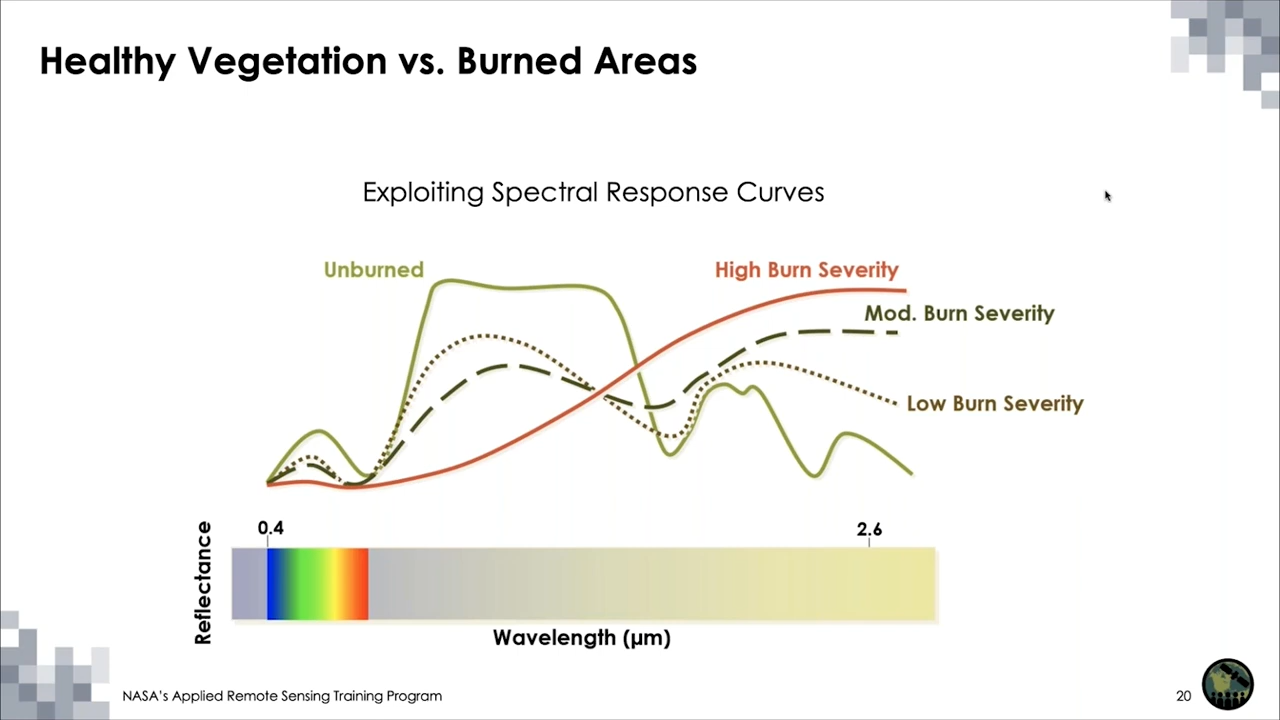 Healthy Vegetation vs. Burned Areas
Exploiting Spectral Response Curves
Unburned
High Burn Severity
Mod. Burn Severity
Low Burn Severity
0.4
2.6
Reflectance
Wavelength (µm)
NASA's Applied Remote Sensing Training Program
20